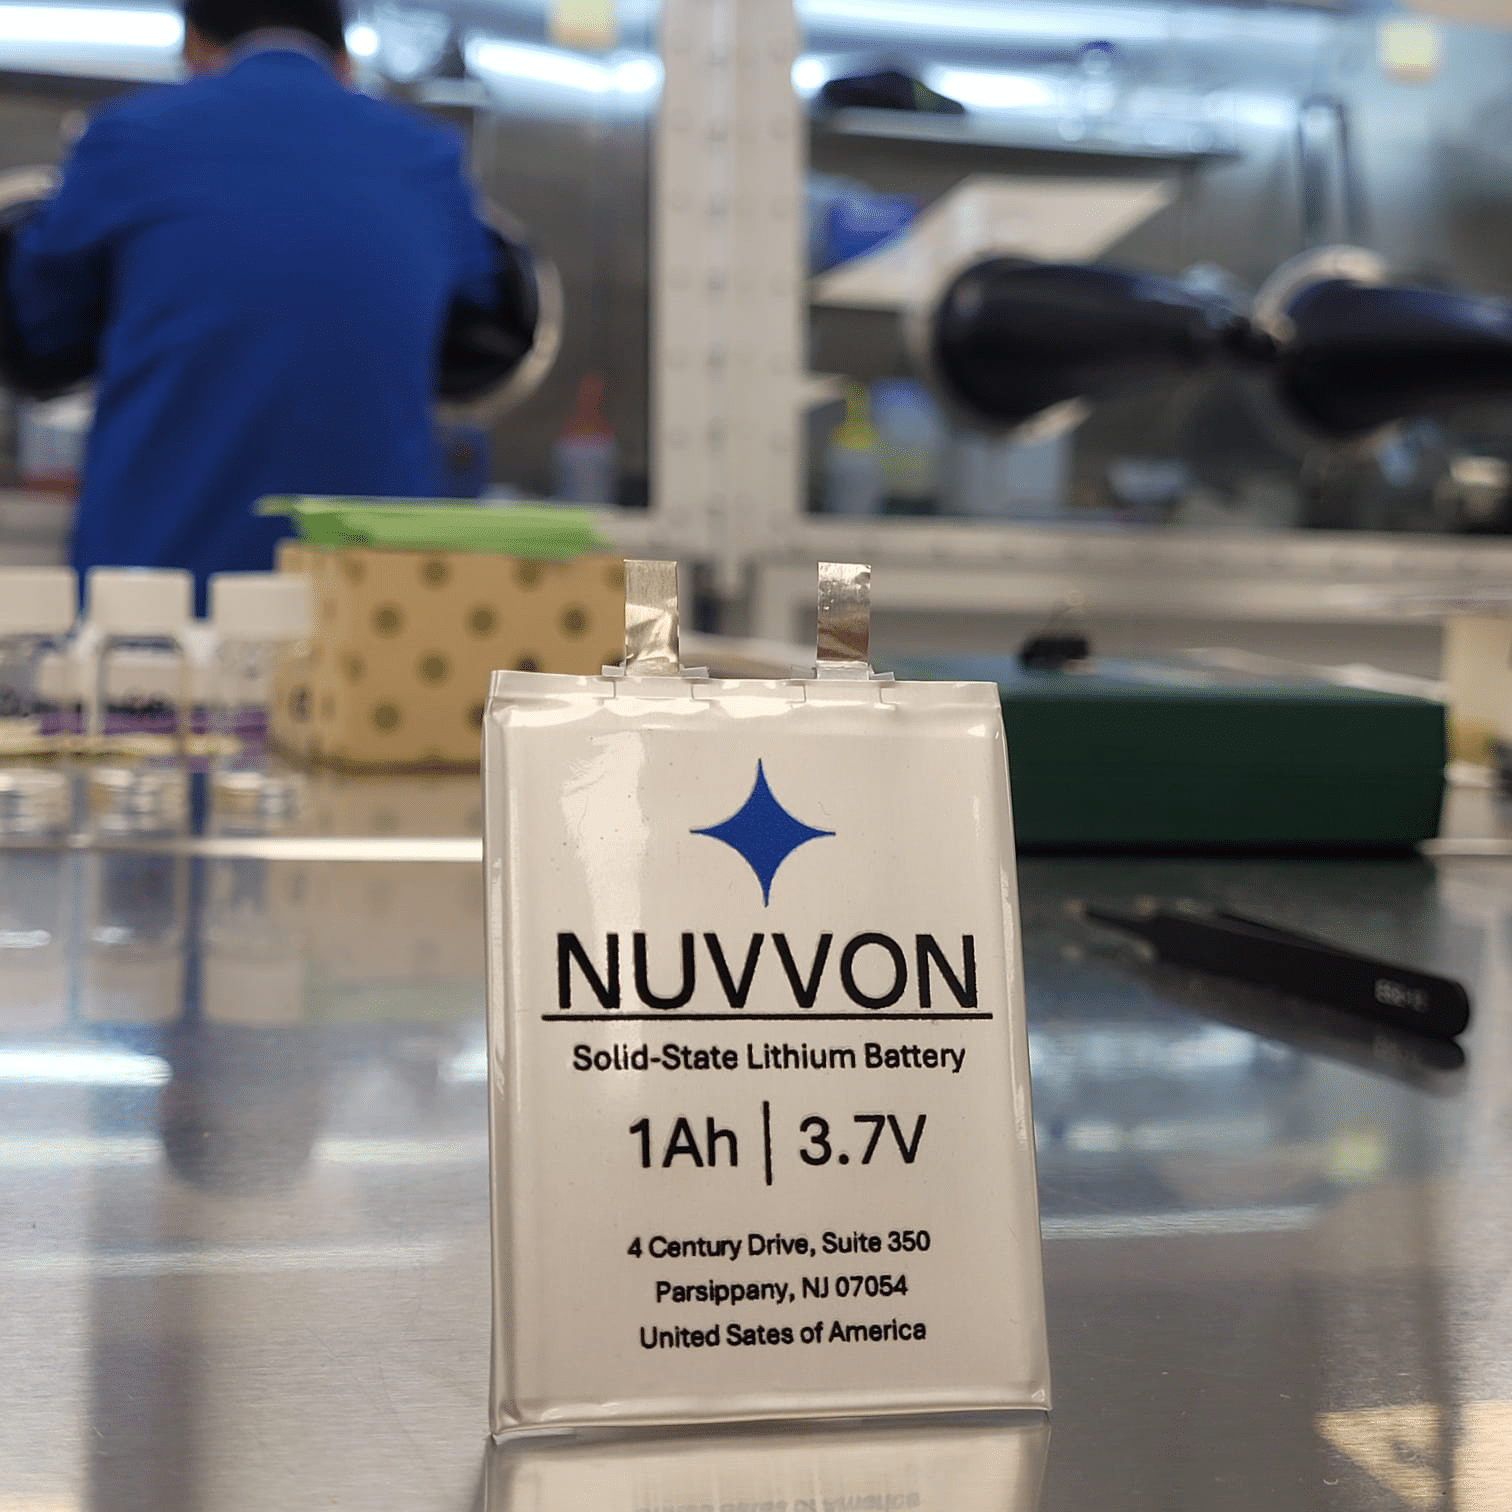 NUVVON
Solid-State Lithium Battery
1Ah | 3.7V
4 Century Drive, Suite 350
Parsippany, NJ 07054
United Sates of America